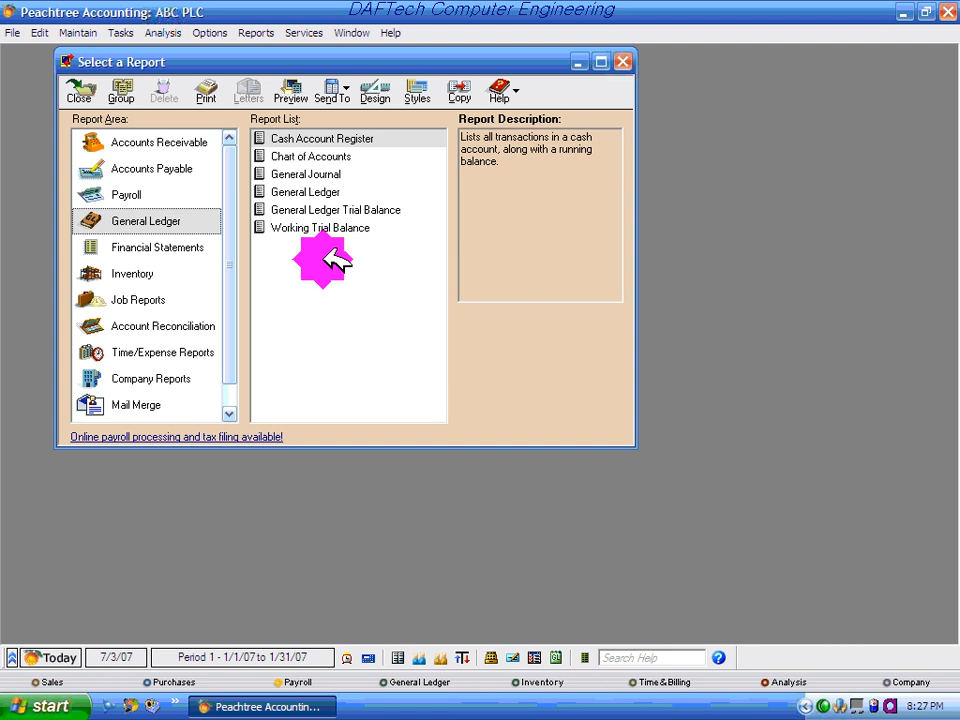 Peachtree Accounting: ABC PLC
DAFTech Computer Engineering
File Edit Maintain Tasks Analysis Options Reports Services Window Help
Select a Report
Close Group Delete Print Letters Preview Send To Design Styles Copy Help
Report Area:
Accounts Receivable
Accounts Payable
Payroll
General Ledger
Financial Statements
Inventory
Job Reports
Account Reconciliation
Time/Expense Reports
Company Reports
Mail Merge
Report List:
Cash Account Register
Chart of Accounts
General Journal
General Ledger
General Ledger Trial Balance
Working Trial Balance
Report Description:
Lists all transactions in a cash
account, along with a running
balance.
Online payroll processing and tax filing available!
Today 7/3/07 Period 1 - 1/1/07 to 1/31/07 Search Help
Sales Purchases Payroll General Ledger Inventory Time & Billing Analysis Company
start Peachtree Accountin... 8:27 PM